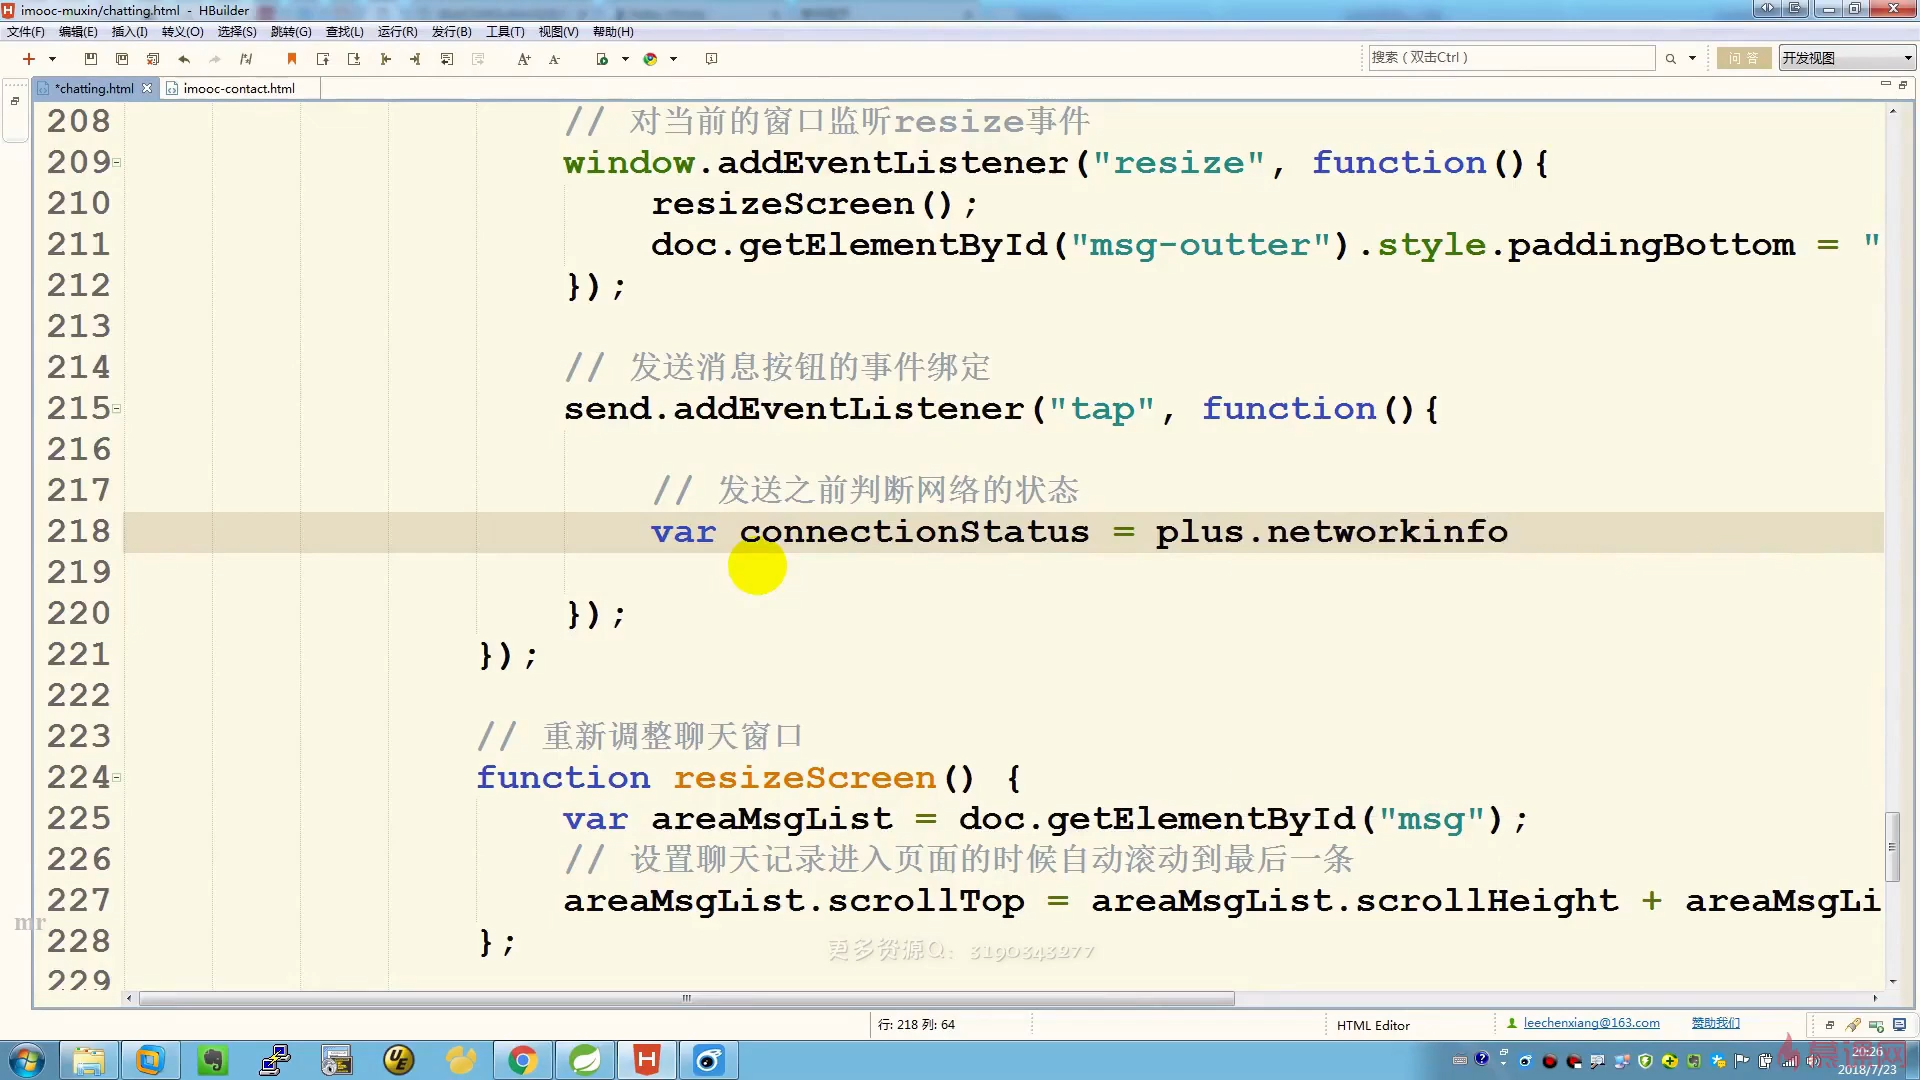 imooc-muxin/chatting.html - HBuilder
文件(F) 编辑(E) 插入(I) 转义(O) 选择(S) 跳转(G) 查找(L) 运行(R) 发行(B) 工具(T) 视图(V) 帮助(H)
搜索（双击Ctrl） 问答 开发视图
*chatting.html imooc-contact.html
208 // 对当前的窗口监听resize事件
209 window.addEventListener("resize", function(){
210 resizeScreen();
211 doc.getElementById("msg-outter").style.paddingBottom = "
212 });
213
214 // 发送消息按钮的事件绑定
215 send.addEventListener("tap", function(){
216
217 // 发送之前判断网络的状态
218 var connectionStatus = plus.networkinfo
219
220 });
221 });
222
223 // 重新调整聊天窗口
224 function resizeScreen() {
225 var areaMsgList = doc.getElementById("msg");
226 // 设置聊天记录进入页面的时候自动滚动到最后一条
227 areaMsgList.scrollTop = areaMsgList.scrollHeight + areaMsgLi
mr
228 };
更多资源Q: 3190343277
229
行: 218 列: 64 HTML Editor leechenxiang@163.com 赞助我们
慕课网
20:26
2018/7/23